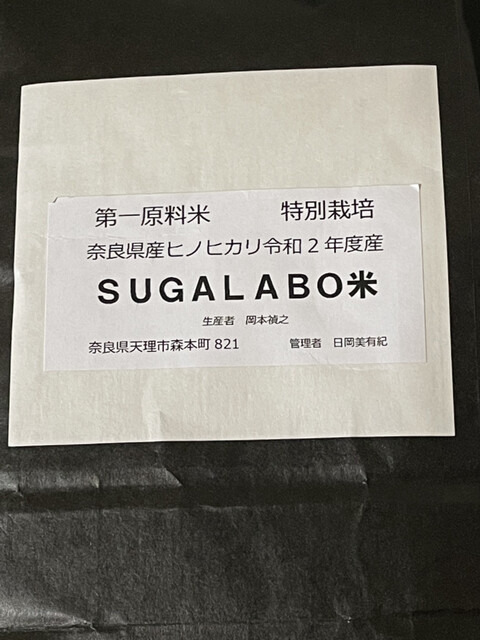 第一原料米 特別栽培
奈良県産ヒノヒカリ令和2年度産
SUGALABO米
生産者 岡本禎之
奈良県天理市森本町821 管理者 日岡美有紀